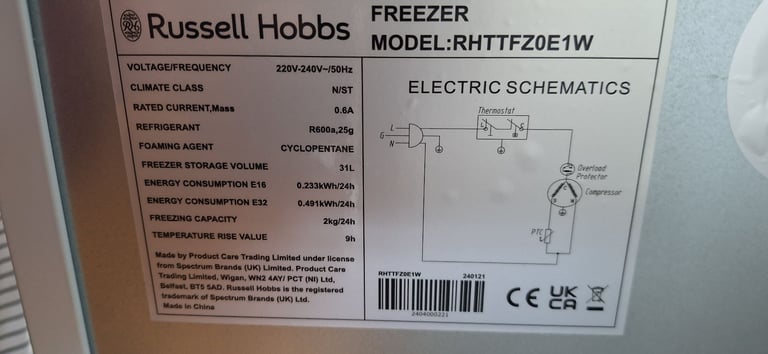 Russell Hobbs
FREEZER
MODEL:RHTTFZ0E1W
VOLTAGE/FREQUENCY 220V-240V~/50Hz
CLIMATE CLASS N/ST
RATED CURRENT,Mass 0.6A
REFRIGERANT R600a,25g
FOAMING AGENT CYCLOPENTANE
FREEZER STORAGE VOLUME 31L
ENERGY CONSUMPTION E16 0.233kWh/24h
ENERGY CONSUMPTION E32 0.491kWh/24h
FREEZING CAPACITY 2kg/24h
TEMPERATURE RISE VALUE 9h
Made by Product Care Trading Limited under license
from Spectrum Brands (UK) Limited. Product Care
Trading Limited, Wigan, WN2 4AY/ PCT (NI) Ltd,
Belfast, BT5 5AD. Russell Hobbs is the registered
trademark of Spectrum Brands (UK) Ltd.
Made in China
ELECTRIC SCHEMATICS
Thermostat
L
G
N
Overload
Protector
Compressor
PTC
RHTTFZ0E1W 240121
2404000221
CE UK
CA